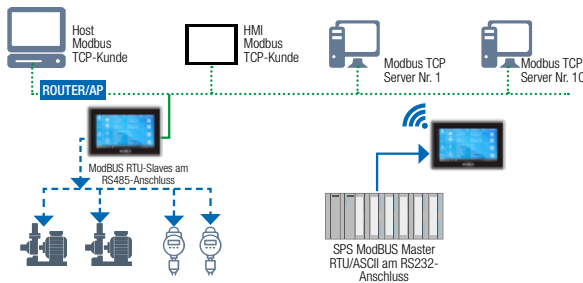 Host
Modbus
TCP-Kunde
HMI
Modbus
TCP-Kunde
Modbus TCP
Server Nr. 1
Modbus TCP
Server Nr. 10
ROUTER/AP
ModBUS RTU-Slaves am
RS485-Anschluss
SPS ModBUS Master
RTU/ASCII am RS232-
Anschluss